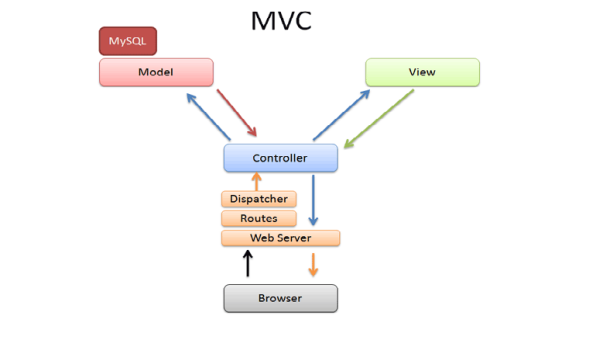 MVC
MySQL
Model
View
Controller
Dispatcher
Routes
Web Server
Browser